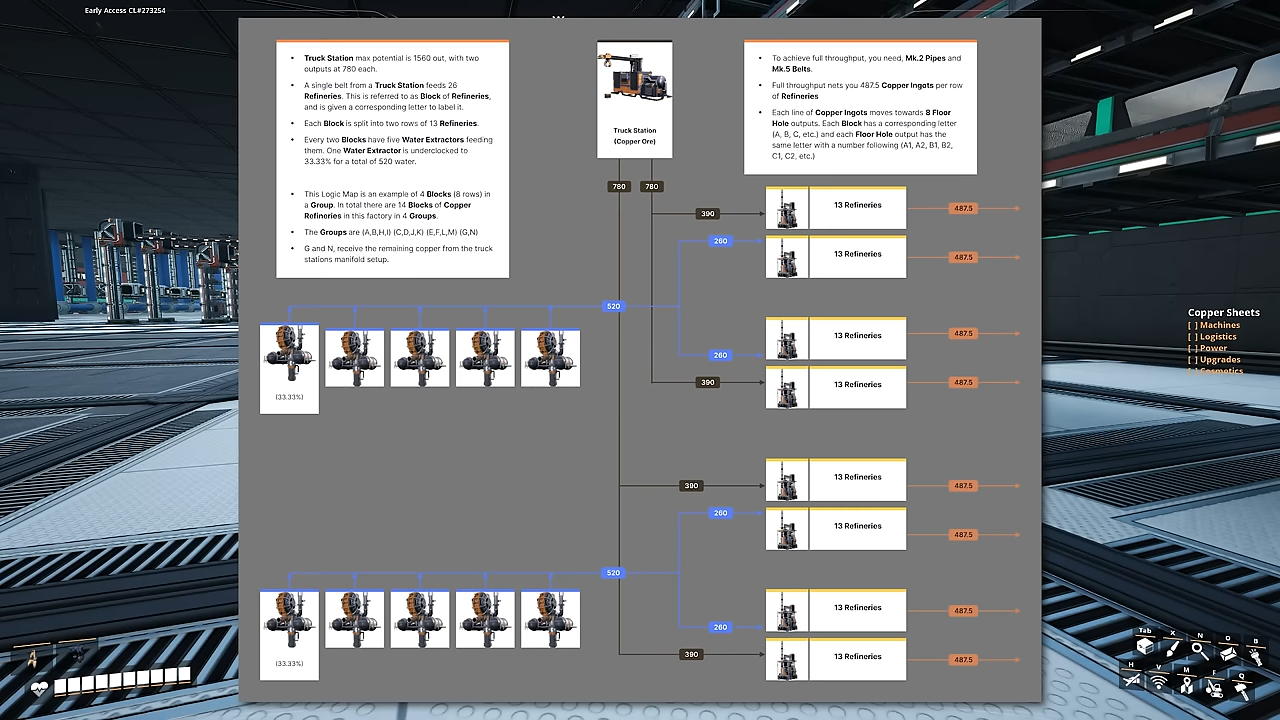 Early Access CL#273254
Truck Station max potential is 1560 out, with two
outputs at 780 each.
A single belt from a Truck Station feeds 26
Refineries. This is referred to as Block of Refineries,
and is given a corresponding letter to label it.
Each Block is split into two rows of 13 Refineries.
Every two Blocks have five Water Extractors feeding
them. One Water Extractor is underclocked to
33.33% for a total of 520 water.
This Logic Map is an example of 4 Blocks (8 rows) in
a Group. In total there are 14 Blocks of Copper
Refineries in this factory in 4 Groups.
The Groups are (A,B,H,I) (C,D,J,K) (E,F,L,M) (G,N)
G and N, receive the remaining copper from the truck
stations manifold setup.
Truck Station
(Copper Ore)
To achieve full throughput, you need, Mk.2 Pipes and
Mk.5 Belts.
Full throughput nets you 487.5 Copper Ingots per row
of Refineries
Each line of Copper Ingots moves towards 8 Floor
Hole outputs. Each Block has a corresponding letter
(A, B, C, etc.) and each Floor Hole output has the
same letter with a number following (A1, A2, B1, B2,
C1, C2, etc.)
780
780
390
13 Refineries
487.5
260
13 Refineries
487.5
520
13 Refineries
487.5
260
390
13 Refineries
487.5
(33.33%)
Copper Sheets
[ ] Machines
[ ] Logistics
[ ] Power
[ ] Upgrades
[ ] Cosmetics
390
13 Refineries
487.5
260
13 Refineries
487.5
520
13 Refineries
487.5
260
390
13 Refineries
487.5
(33.33%)
Tab X N O B
H V M F Q